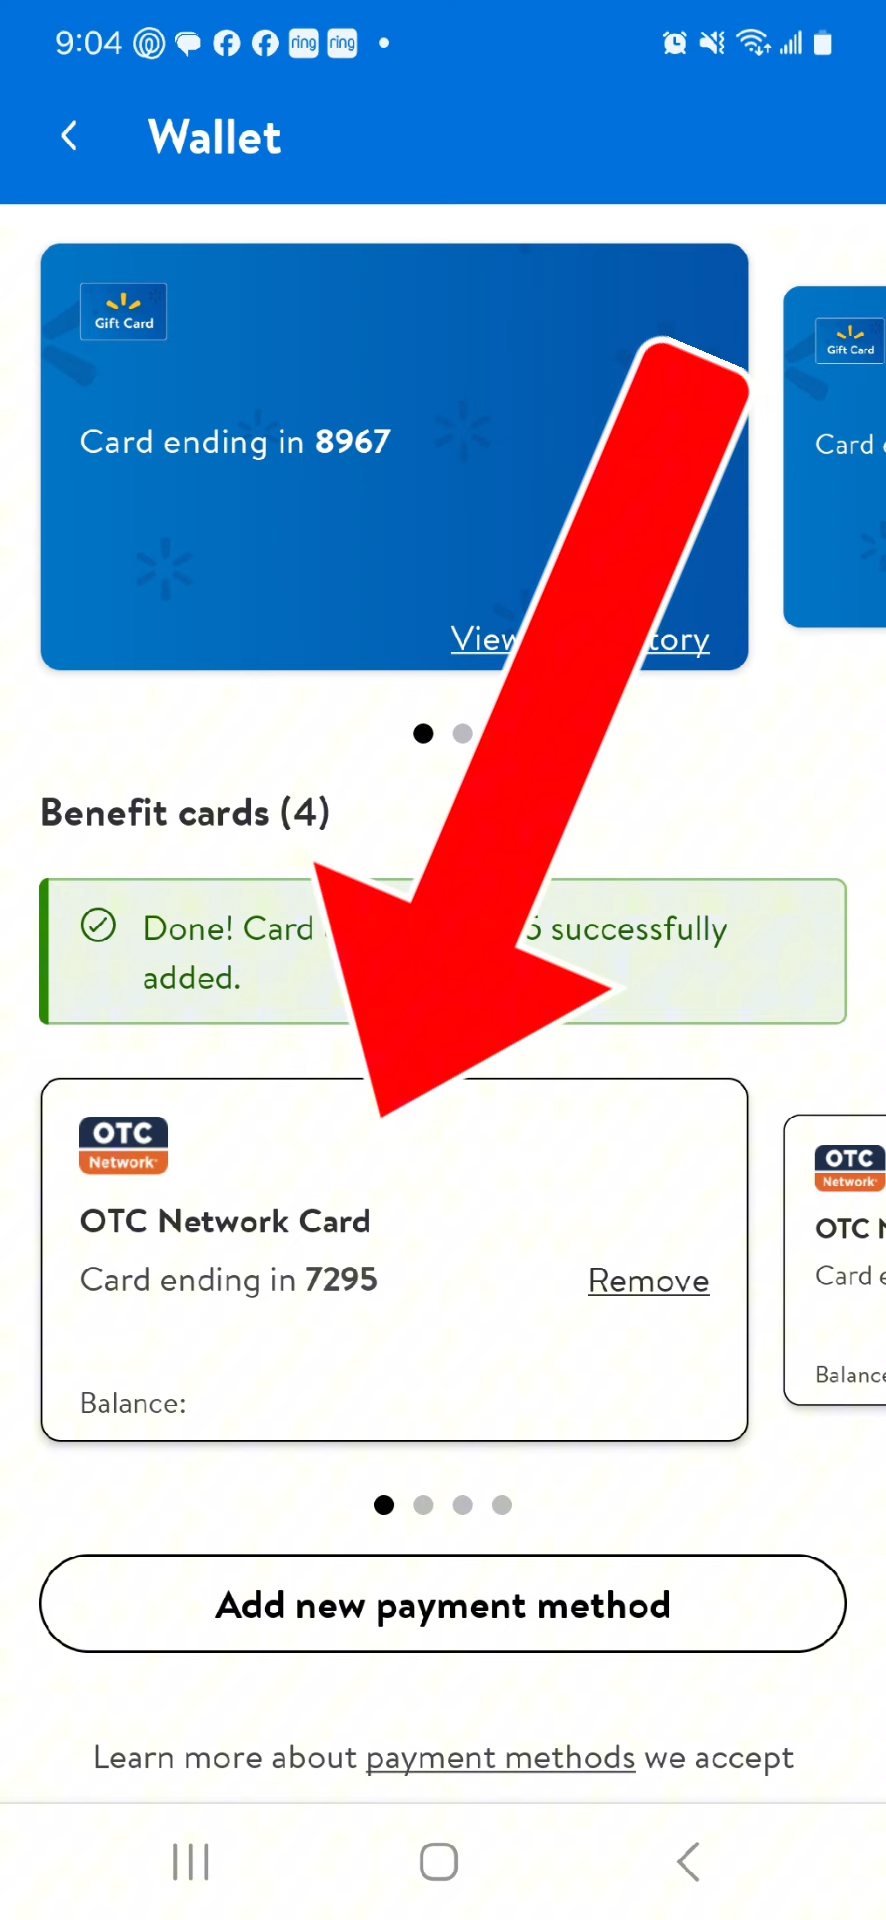 9:04
ring ring
Wallet
Gift Card
Gift Card
Card ending in 8967
Card
Benefit cards (4)
Done! Card successfully
added.
OTC
Network
OTC
Network
OTC Network Card
OTC
Card ending in 7295
Remove
Card
Balance:
Balance
Add new payment method
Learn more about payment methods we accept